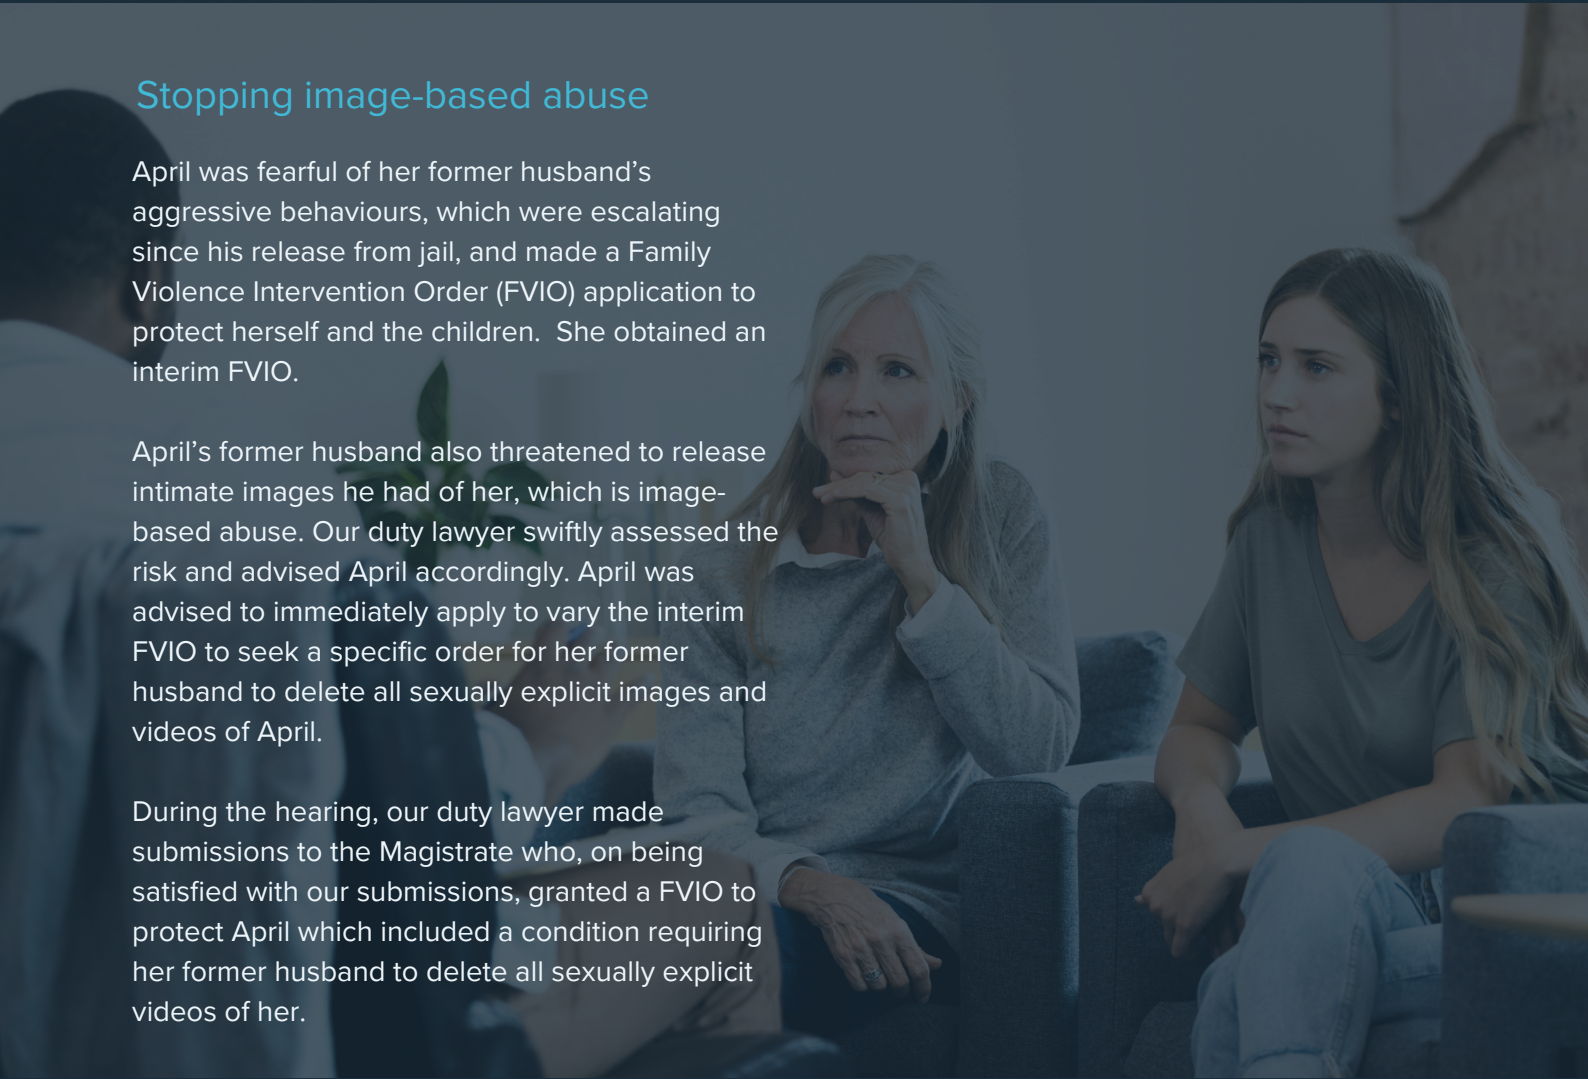 Stopping image-based abuse
April was fearful of her former husband’s
aggressive behaviours, which were escalating
since his release from jail, and made a Family
Violence Intervention Order (FVIO) application to
protect herself and the children.  She obtained an
interim FVIO.
April’s former husband also threatened to release
intimate images he had of her, which is image-
based abuse. Our duty lawyer swiftly assessed the
risk and advised April accordingly. April was
advised to immediately apply to vary the interim
FVIO to seek a specific order for her former
husband to delete all sexually explicit images and
videos of April.
During the hearing, our duty lawyer made
submissions to the Magistrate who, on being
satisfied with our submissions, granted a FVIO to
protect April which included a condition requiring
her former husband to delete all sexually explicit
videos of her.